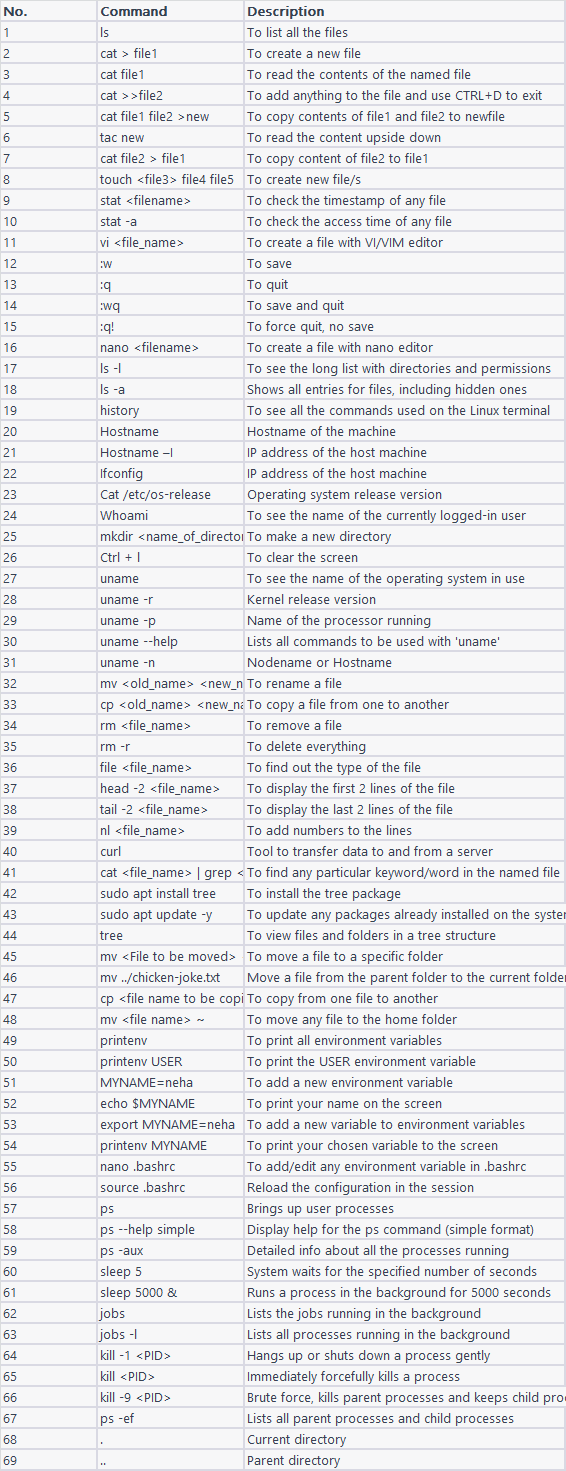 No. Command Description
1 ls To list all the files
2 cat > file1 To create a new file
3 cat file1 To read the contents of the named file
4 cat >>file2 To add anything to the file and use CTRL+D to exit
5 cat file1 file2 >new To copy contents of file1 and file2 to newfile
6 tac new To read the content upside down
7 cat file2 > file1 To copy content of file2 to file1
8 touch <file3> file4 file5 To create new file/s
9 stat <filename> To check the timestamp of any file
10 stat -a To check the access time of any file
11 vi <file_name> To create a file with VI/VIM editor
12 :w To save
13 :q To quit
14 :wq To save and quit
15 :q! To force quit, no save
16 nano <filename> To create a file with nano editor
17 ls -l To see the long list with directories and permissions
18 ls -a Shows all entries for files, including hidden ones
19 history To see all the commands used on the Linux terminal
20 Hostname Hostname of the machine
21 Hostname –I IP address of the host machine
22 Ifconfig IP address of the host machine
23 Cat /etc/os-release Operating system release version
24 Whoami To see the name of the currently logged-in user
25 mkdir <name_of_director To make a new directory
26 Ctrl + l To clear the screen
27 uname To see the name of the operating system in use
28 uname -r Kernel release version
29 uname -p Name of the processor running
30 uname --help Lists all commands to be used with 'uname'
31 uname -n Nodename or Hostname
32 mv <old_name> <new_n To rename a file
33 cp <old_name> <new_na To copy a file from one to another
34 rm <file_name> To remove a file
35 rm -r To delete everything
36 file <file_name> To find out the type of the file
37 head -2 <file_name> To display the first 2 lines of the file
38 tail -2 <file_name> To display the last 2 lines of the file
39 nl <file_name> To add numbers to the lines
40 curl Tool to transfer data to and from a server
41 cat <file_name> | grep < To find any particular keyword/word in the named file
42 sudo apt install tree To install the tree package
43 sudo apt update -y To update any packages already installed on the syster
44 tree To view files and folders in a tree structure
45 mv <File to be moved> To move a file to a specific folder
46 mv ../chicken-joke.txt Move a file from the parent folder to the current folder
47 cp <file name to be copi To copy from one file to another
48 mv <file name> ~ To move any file to the home folder
49 printenv To print all environment variables
50 printenv USER To print the USER environment variable
51 MYNAME=neha To add a new environment variable
52 echo $MYNAME To print your name on the screen
53 export MYNAME=neha To add a new variable to environment variables
54 printenv MYNAME To print your chosen variable to the screen
55 nano .bashrc To add/edit any environment variable in .bashrc
56 source .bashrc Reload the configuration in the session
57 ps Brings up user processes
58 ps --help simple Display help for the ps command (simple format)
59 ps -aux Detailed info about all the processes running
60 sleep 5 System waits for the specified number of seconds
61 sleep 5000 & Runs a process in the background for 5000 seconds
62 jobs Lists the jobs running in the background
63 jobs -l Lists all processes running in the background
64 kill -1 <PID> Hangs up or shuts down a process gently
65 kill <PID> Immediately forcefully kills a process
66 kill -9 <PID> Brute force, kills parent processes and keeps child pro
67 ps -ef Lists all parent processes and child processes
68 . Current directory
69 .. Parent directory